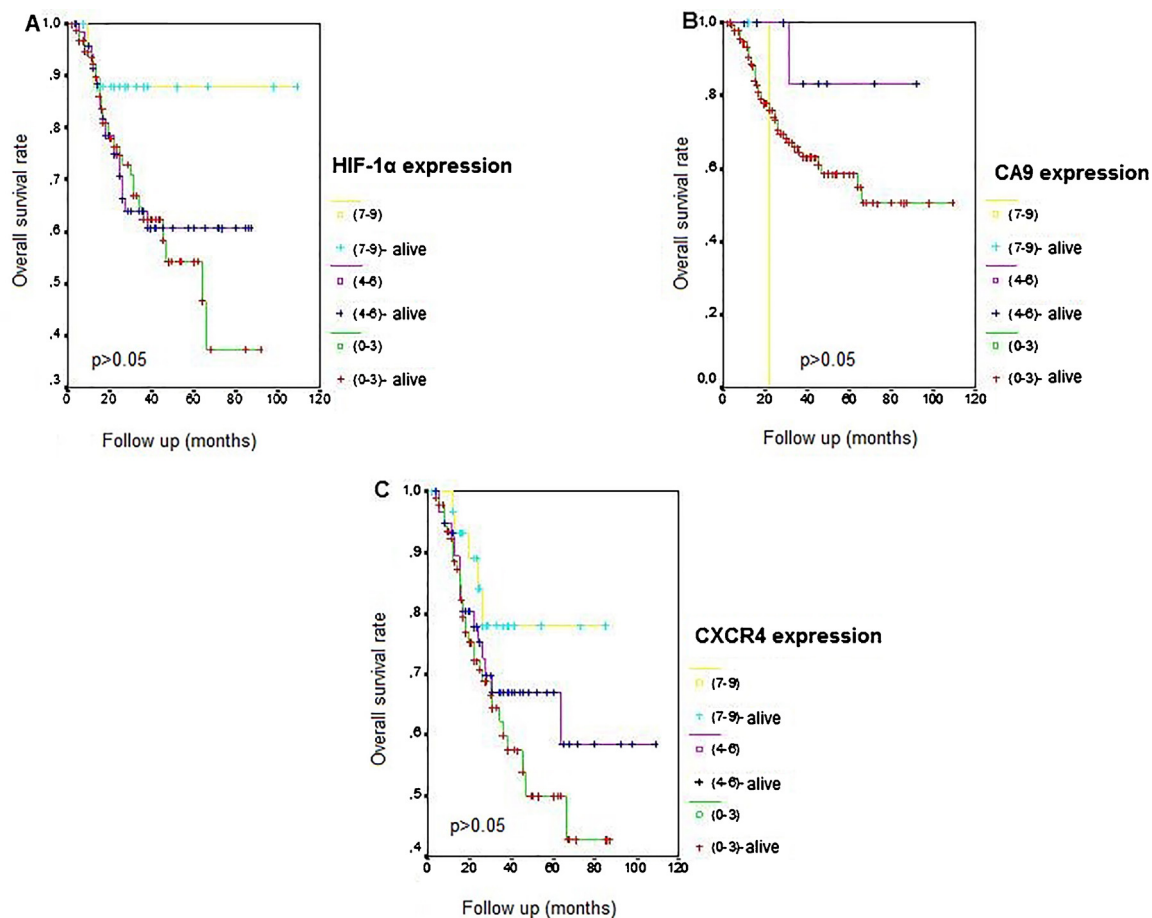 A
1.0
.9
.8
.7
.6
.5
.4
.3
0 20 40 60 80 100 120
Overall survival rate
Follow up (months)
p>0.05
HIF-1α expression
(7-9)
(7-9)- alive
(4-6)
(4-6)- alive
(0-3)
(0-3)- alive
B
1.0
.8
.6
.4
.2
0.0
0 20 40 60 80 100 120
Overall survival rate
Follow up (months)
p>0.05
CA9 expression
(7-9)
(7-9)- alive
(4-6)
(4-6)- alive
(0-3)
(0-3)- alive
C
1.0
.9
.8
.7
.6
.5
.4
0 20 40 60 80 100 120
Overall survival rate
Follow up (months)
p>0.05
CXCR4 expression
(7-9)
(7-9)- alive
(4-6)
(4-6)- alive
(0-3)
(0-3)- alive